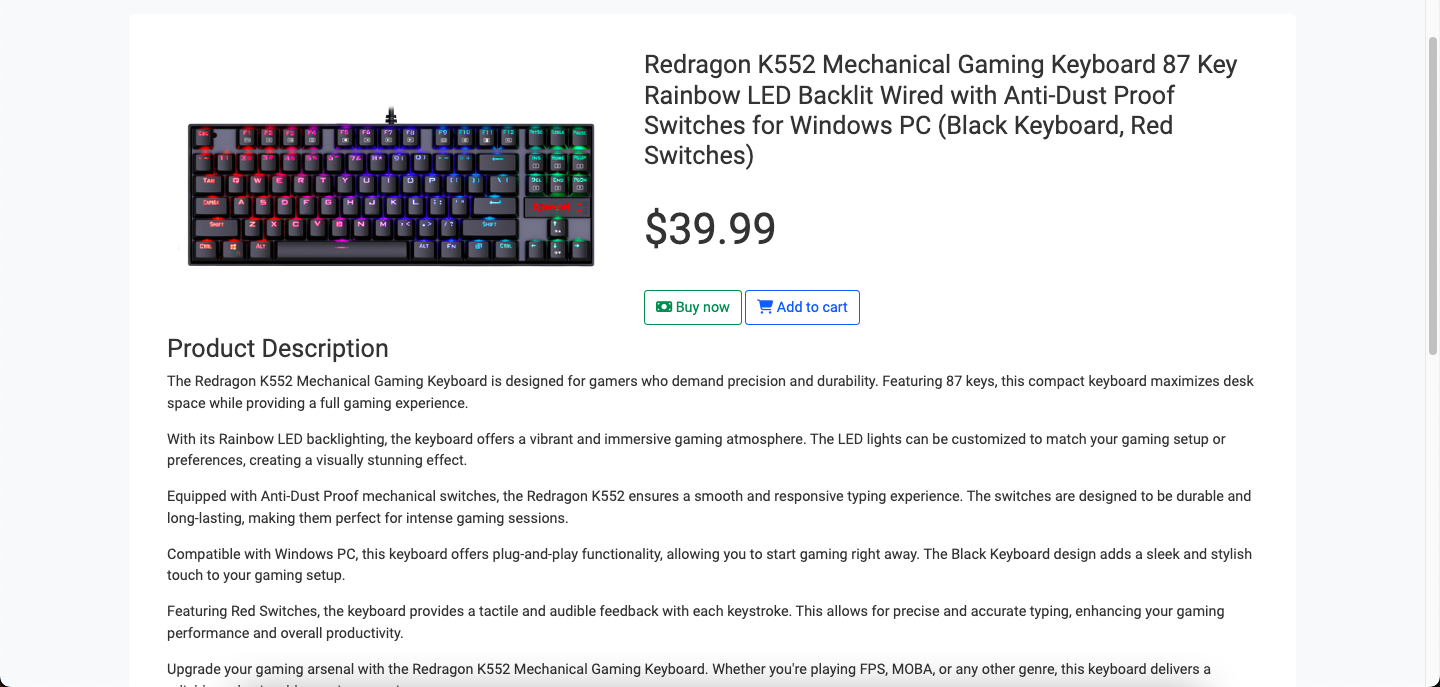 Redragon K552 Mechanical Gaming Keyboard 87 Key
Rainbow LED Backlit Wired with Anti-Dust Proof
Switches for Windows PC (Black Keyboard, Red
Switches)
$39.99
Buy now
Add to cart
Product Description
The Redragon K552 Mechanical Gaming Keyboard is designed for gamers who demand precision and durability. Featuring 87 keys, this compact keyboard maximizes desk
space while providing a full gaming experience.
With its Rainbow LED backlighting, the keyboard offers a vibrant and immersive gaming atmosphere. The LED lights can be customized to match your gaming setup or
preferences, creating a visually stunning effect.
Equipped with Anti-Dust Proof mechanical switches, the Redragon K552 ensures a smooth and responsive typing experience. The switches are designed to be durable and
long-lasting, making them perfect for intense gaming sessions.
Compatible with Windows PC, this keyboard offers plug-and-play functionality, allowing you to start gaming right away. The Black Keyboard design adds a sleek and stylish
touch to your gaming setup.
Featuring Red Switches, the keyboard provides a tactile and audible feedback with each keystroke. This allows for precise and accurate typing, enhancing your gaming
performance and overall productivity.
Upgrade your gaming arsenal with the Redragon K552 Mechanical Gaming Keyboard. Whether you're playing FPS, MOBA, or any other genre, this keyboard delivers a